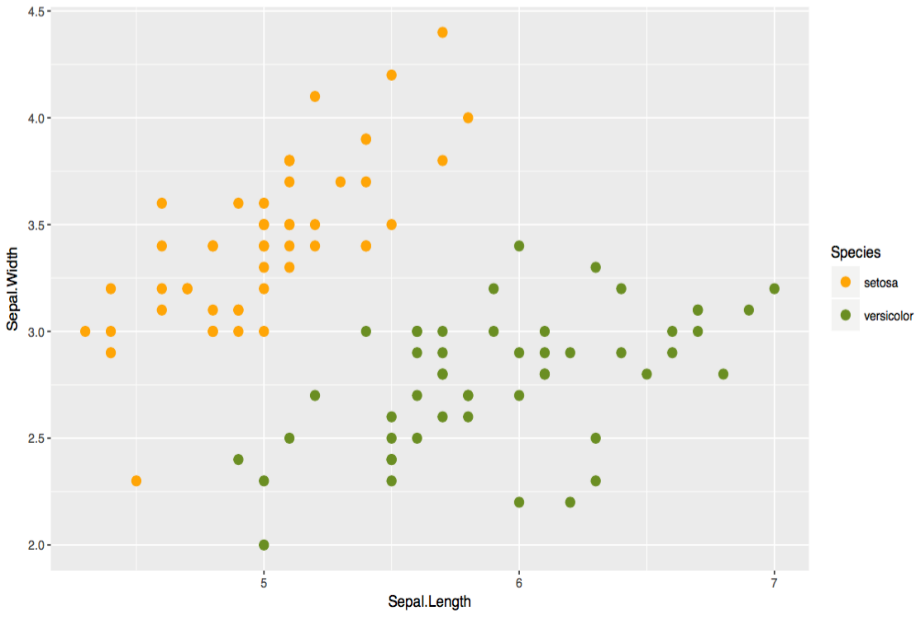 4.5
4.0
3.5
3.0
2.5
2.0
Sepal.Width
5 6 7
Sepal.Length
Species
setosa
versicolor